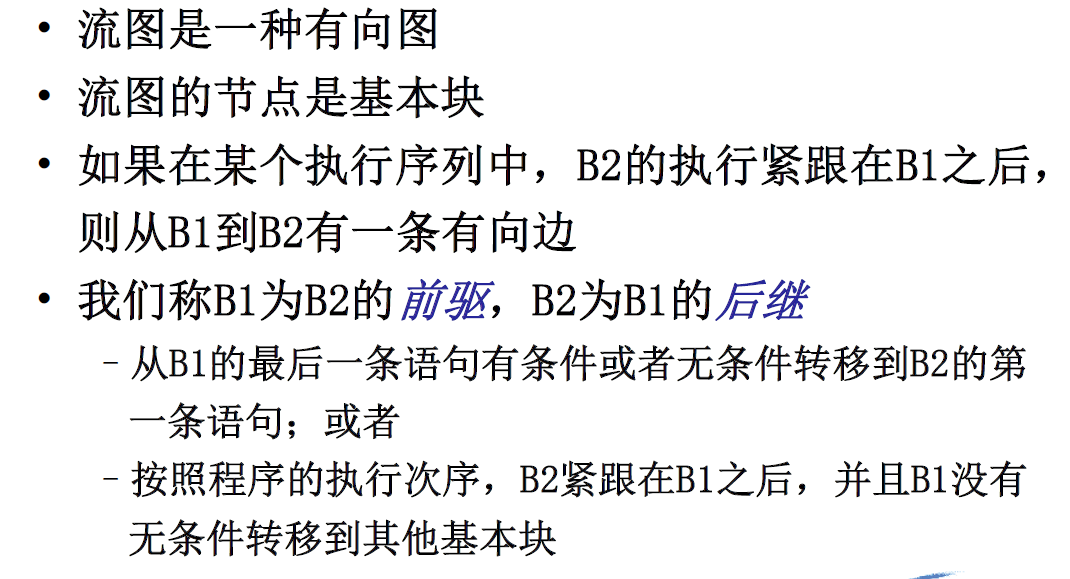 • 流图是一种有向图
• 流图的节点是基本块
• 如果在某个执行序列中，B2的执行紧跟在B1之后，
则从B1到B2有一条有向边
• 我们称B1为B2的前驱，B2为B1的后继
– 从B1的最后一条语句有条件或者无条件转移到B2的第
一条语句；或者
– 按照程序的执行次序，B2紧跟在B1之后，并且B1没有
无条件转移到其他基本块